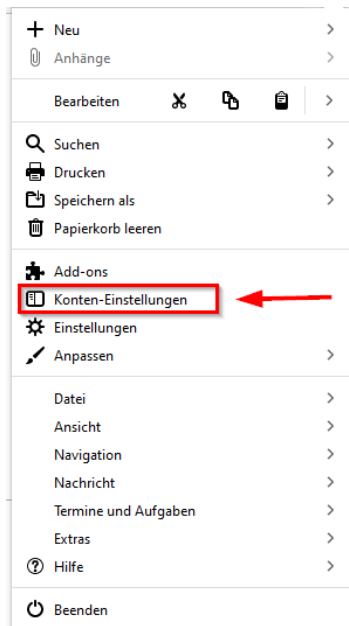 Neu
Anhänge
Bearbeiten
Suchen
Drucken
Speichern als
Papierkorb leeren
Add-ons
Konten-Einstellungen
Einstellungen
Anpassen
Datei
Ansicht
Navigation
Nachricht
Termine und Aufgaben
Extras
Hilfe
Beenden